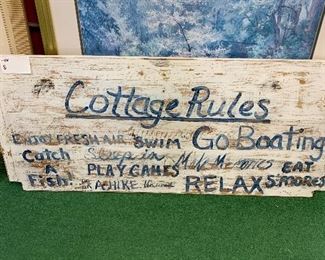 Cottage Rules
ENJOY FRESH AIR SWIM Go Boating
Catch Sleep in Make Memories EAT
A PLAY GAMES S'MORES
Fish! A HIKE. RELAX